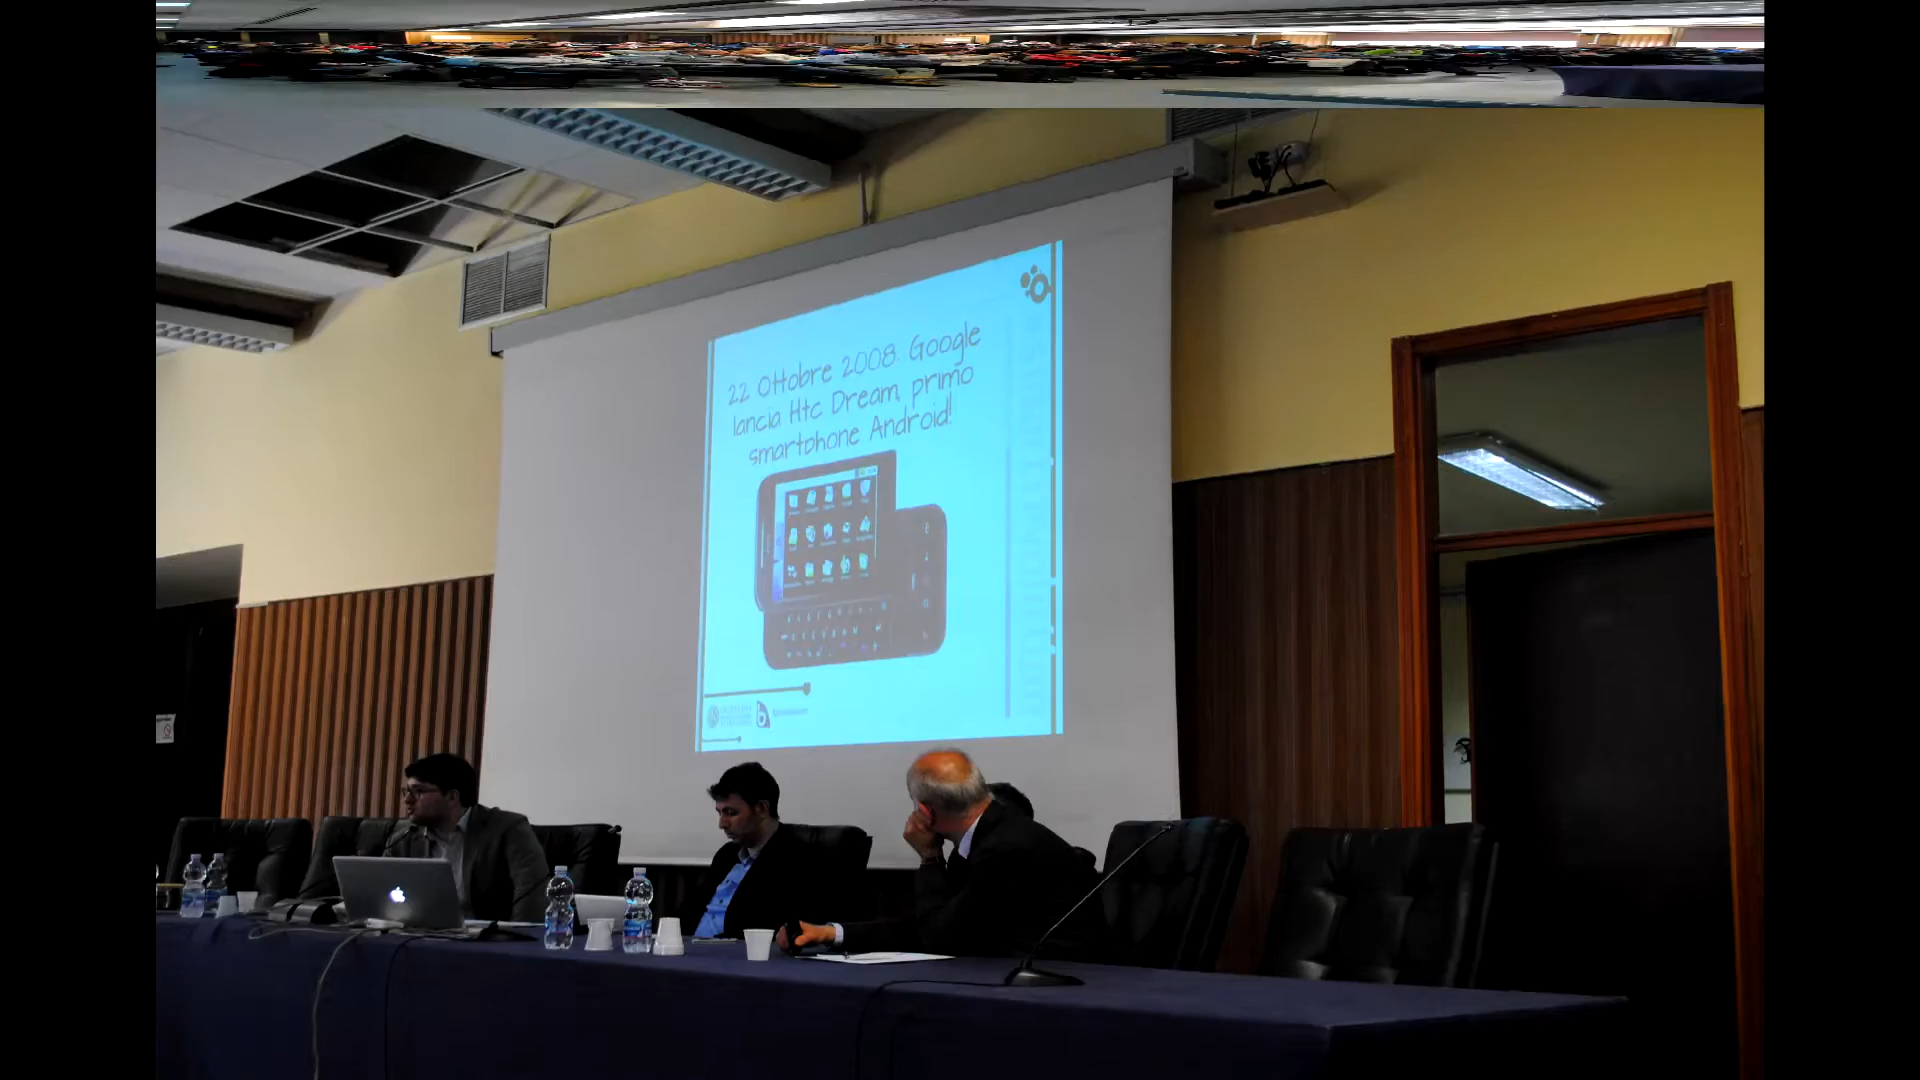 22 Ottobre 2008: Google
lancia Htc Dream, primo
smartphone Android!